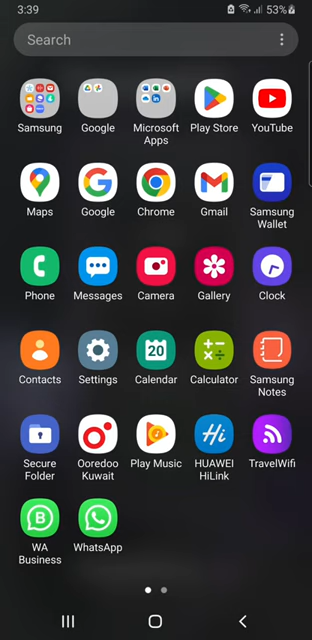 3:39
53%
Search
Samsung
Google
Microsoft Apps
Play Store
YouTube
Maps
Google
Chrome
Gmail
Samsung Wallet
Phone
Messages
Camera
Gallery
Clock
Contacts
Settings
20
Calendar
Calculator
Samsung Notes
Secure Folder
Ooredoo Kuwait
Play Music
Hi
HUAWEI HiLink
TravelWifi
B
WA Business
WhatsApp